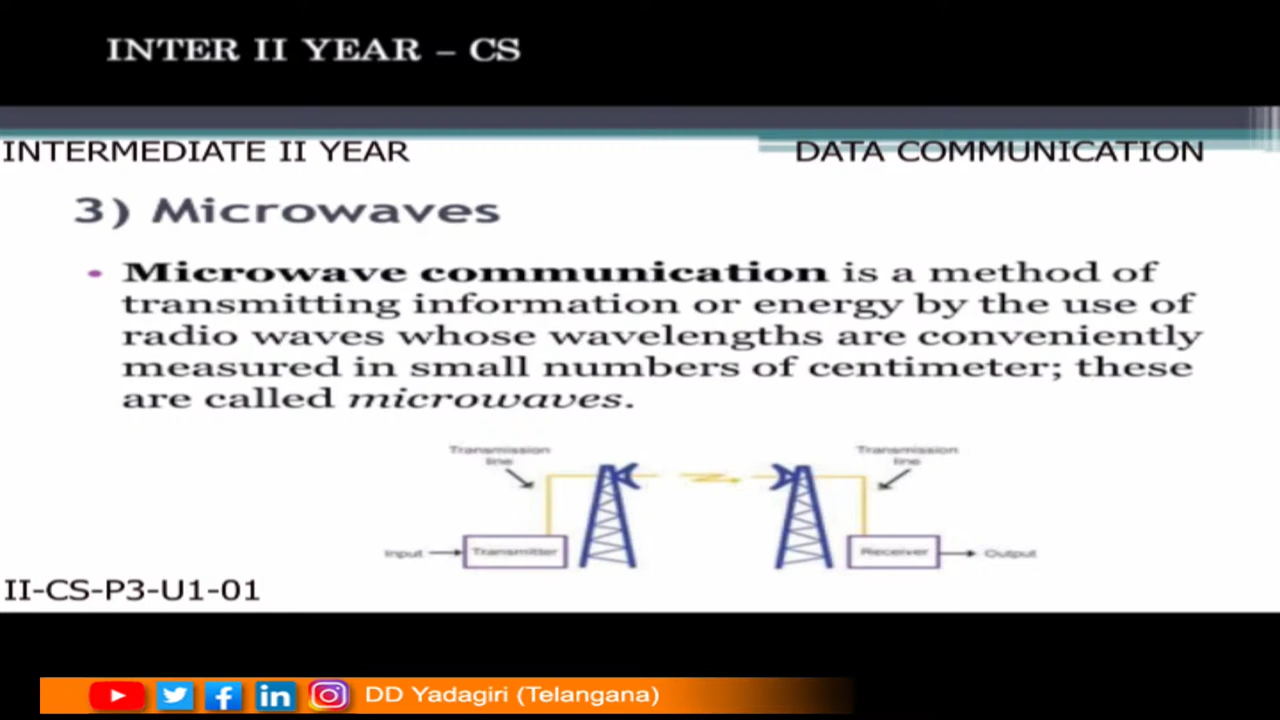 INTER II YEAR – CS
INTERMEDIATE II YEAR
DATA COMMUNICATION
3) Microwaves
• Microwave communication is a method of
transmitting information or energy by the use of
radio waves whose wavelengths are conveniently
measured in small numbers of centimeter; these
are called microwaves.
Transmission
line
Transmission
line
Input
Transmitter
Receiver
Output
II-CS-P3-U1-01
DD Yadagiri (Telangana)